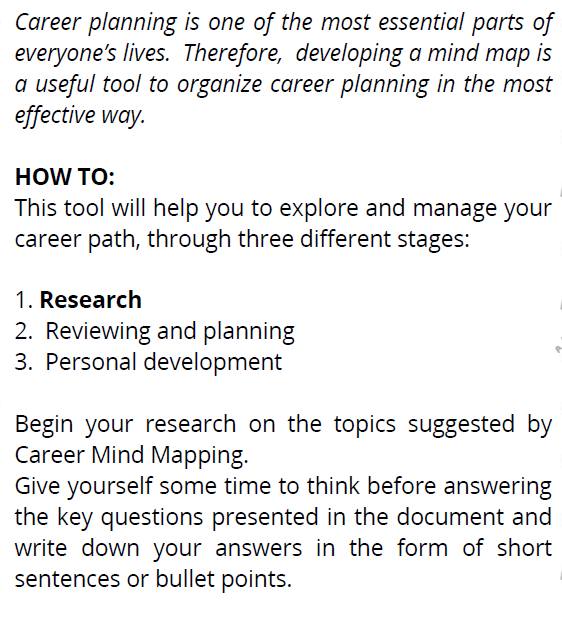 Career planning is one of the most essential parts of
everyone’s lives. Therefore, developing a mind map is
a useful tool to organize career planning in the most
effective way.
HOW TO:
This tool will help you to explore and manage your
career path, through three different stages:
1. Research
2. Reviewing and planning
3. Personal development
Begin your research on the topics suggested by
Career Mind Mapping.
Give yourself some time to think before answering
the key questions presented in the document and
write down your answers in the form of short
sentences or bullet points.